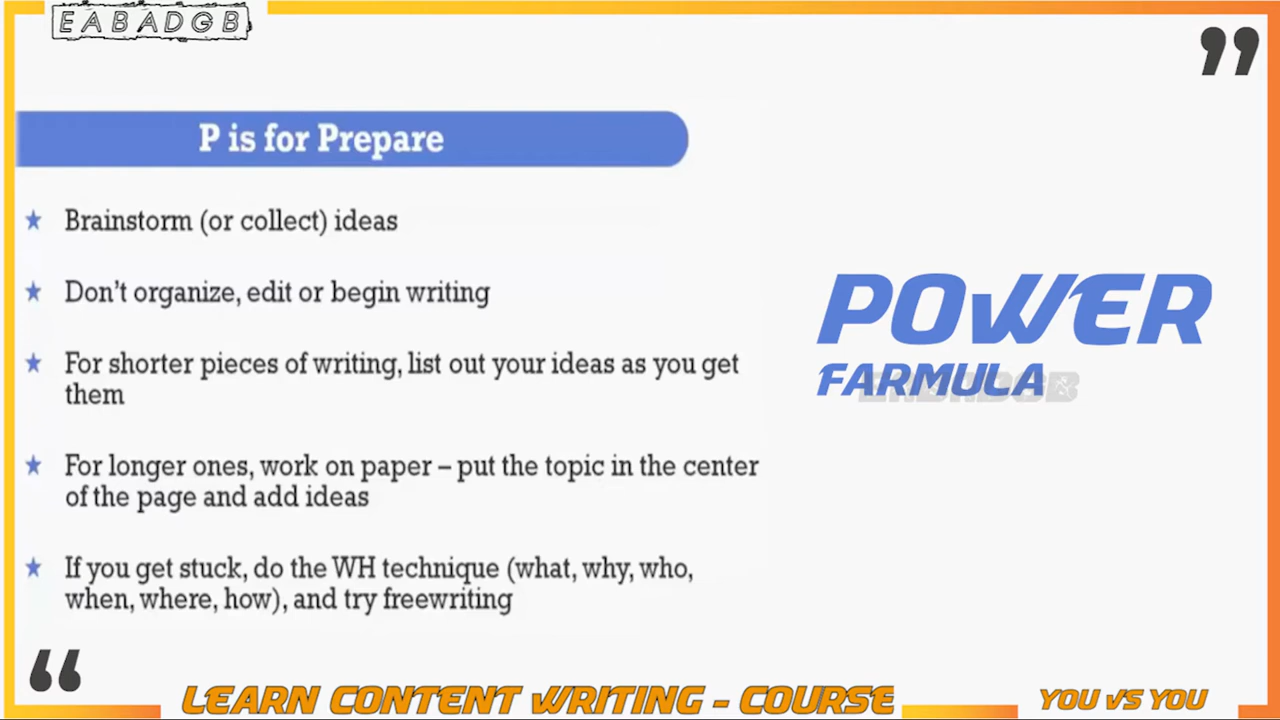 EABADGB
P is for Prepare
Brainstorm (or collect) ideas
Don't organize, edit or begin writing
For shorter pieces of writing, list out your ideas as you get
them
For longer ones, work on paper – put the topic in the center
of the page and add ideas
If you get stuck, do the WH technique (what, why, who,
when, where, how), and try freewriting
POWER
FARMULA
EABADGB
LEARN CONTENT WRITING - COURSE
YOU VS YOU